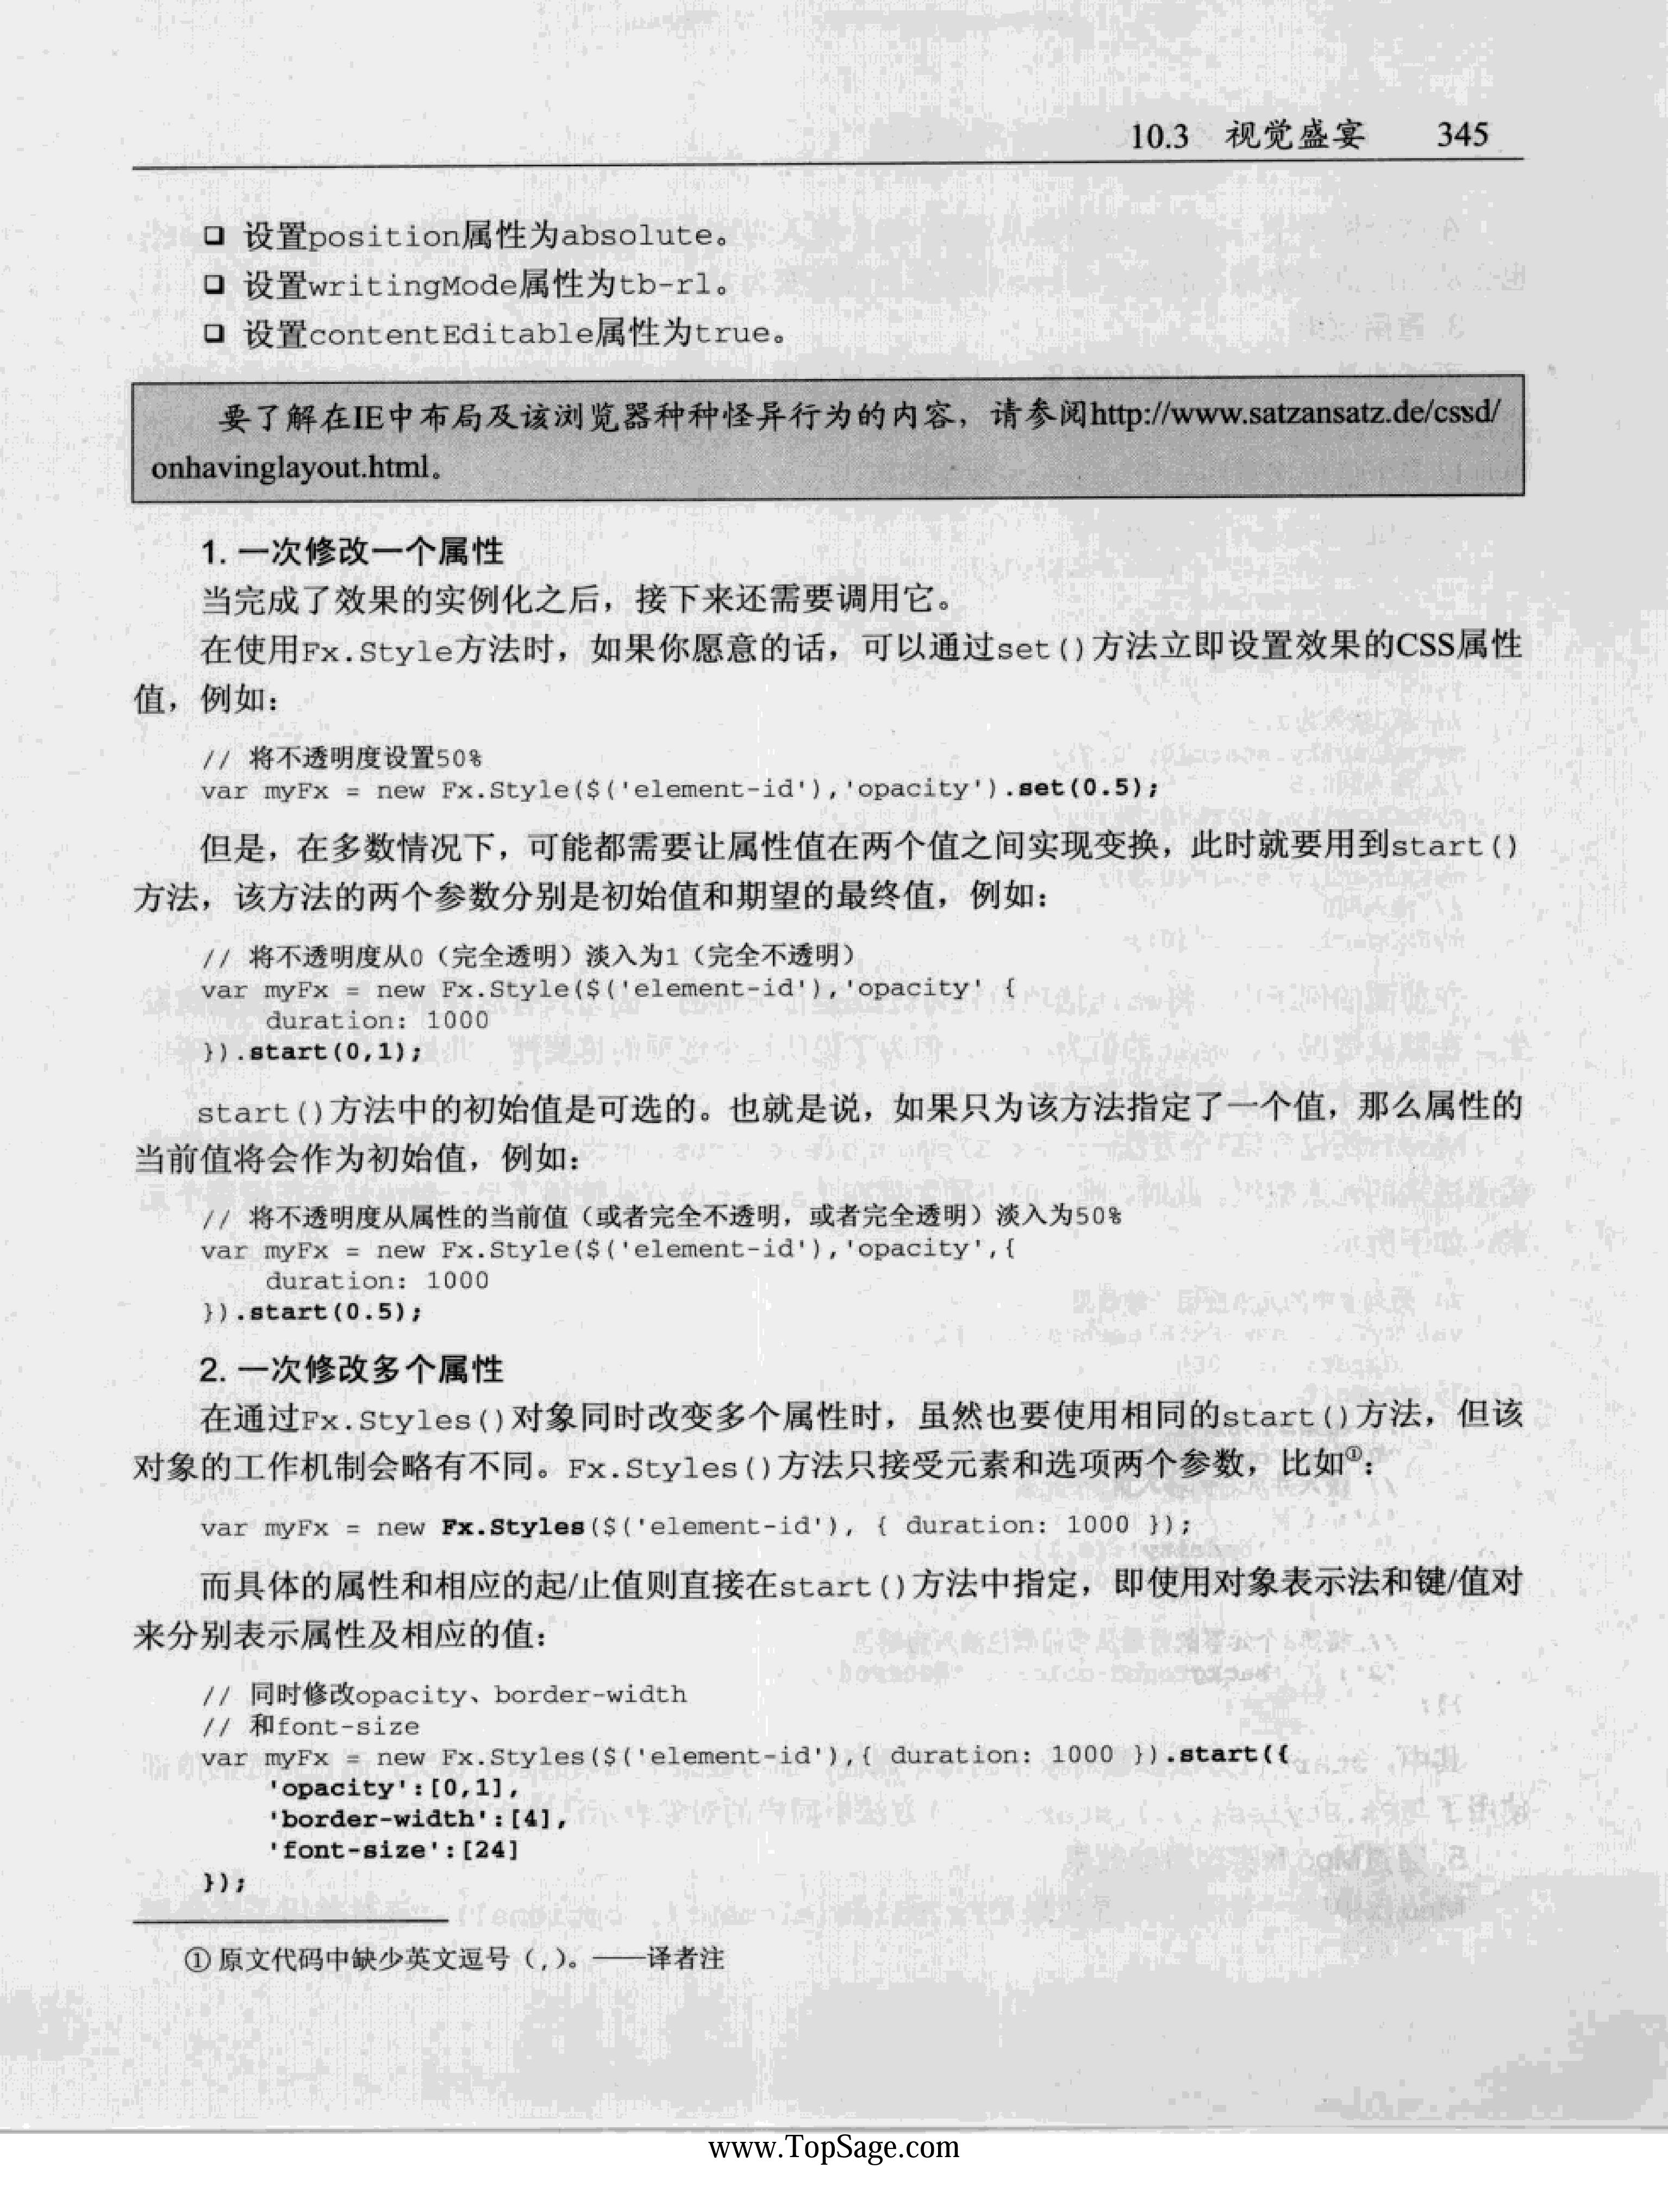 10.3 视觉盛宴 345
❑ 设置position属性为absolute。
❑ 设置writingMode属性为tb-rl。
❑ 设置contentEditable属性为true。
要了解在IE中布局及该浏览器种种怪异行为的内容，请参阅http://www.satzansatz.de/cssd/
onhavinglayout.html。
1. 一次修改一个属性
当完成了效果的实例化之后，接下来还需要调用它。
在使用Fx.Style方法时，如果你愿意的话，可以通过set()方法立即设置效果的CSS属性
值，例如：
// 将不透明度设置50%
var myFx = new Fx.Style($('element-id'),'opacity').set(0.5);
但是，在多数情况下，可能都需要让属性值在两个值之间实现变换，此时就要用到start()
方法，该方法的两个参数分别是初始值和期望的最终值，例如：
// 将不透明度从0（完全透明）淡入为1（完全不透明）
var myFx = new Fx.Style($('element-id'),'opacity' {
duration: 1000
}).start(0,1);
start()方法中的初始值是可选的。也就是说，如果只为该方法指定了一个值，那么属性的
当前值将会作为初始值，例如：
// 将不透明度从属性的当前值（或者完全不透明，或者完全透明）淡入为50%
var myFx = new Fx.Style($('element-id'),'opacity',{
duration: 1000
}).start(0.5);
2. 一次修改多个属性
在通过Fx.Styles()对象同时改变多个属性时，虽然也要使用相同的start()方法，但该
对象的工作机制会略有不同。Fx.Styles()方法只接受元素和选项两个参数，比如①：
var myFx = new Fx.Styles($('element-id'), { duration: 1000 });
而具体的属性和相应的起/止值则直接在start()方法中指定，即使用对象表示法和键/值对
来分别表示属性及相应的值：
// 同时修改opacity、border-width
// 和font-size
var myFx = new Fx.Styles($('element-id'),{ duration: 1000 }).start({
'opacity':[0,1],
'border-width':[4],
'font-size':[24]
});
① 原文代码中缺少英文逗号（,）。——译者注
www.TopSage.com